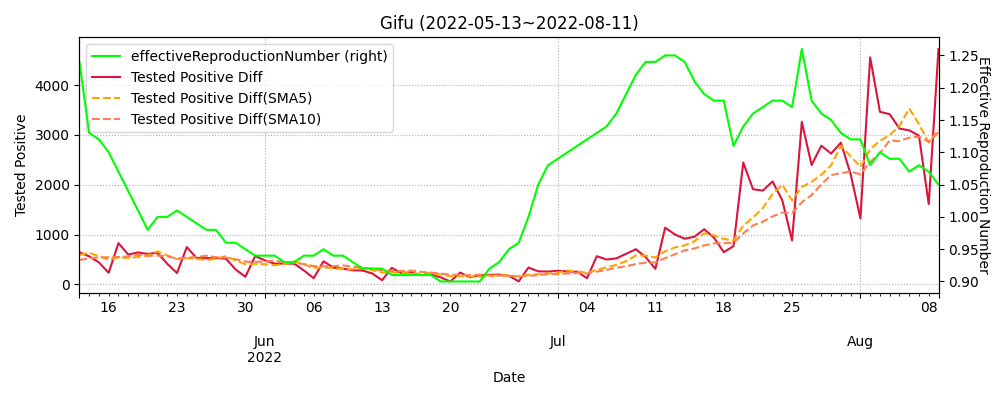 Gifu (2022-05-13~2022-08-11)
effectiveReproductionNumber (right)
Tested Positive Diff
Tested Positive Diff(SMA5)
Tested Positive Diff(SMA10)
Tested Positive
4000
3000
2000
1000
0
Effective Reproduction Number
1.25
1.20
1.15
1.10
1.05
1.00
0.95
0.90
16 23 30 06 13 20 27 04 11 18 25 08
Jun Jul Aug
2022
Date